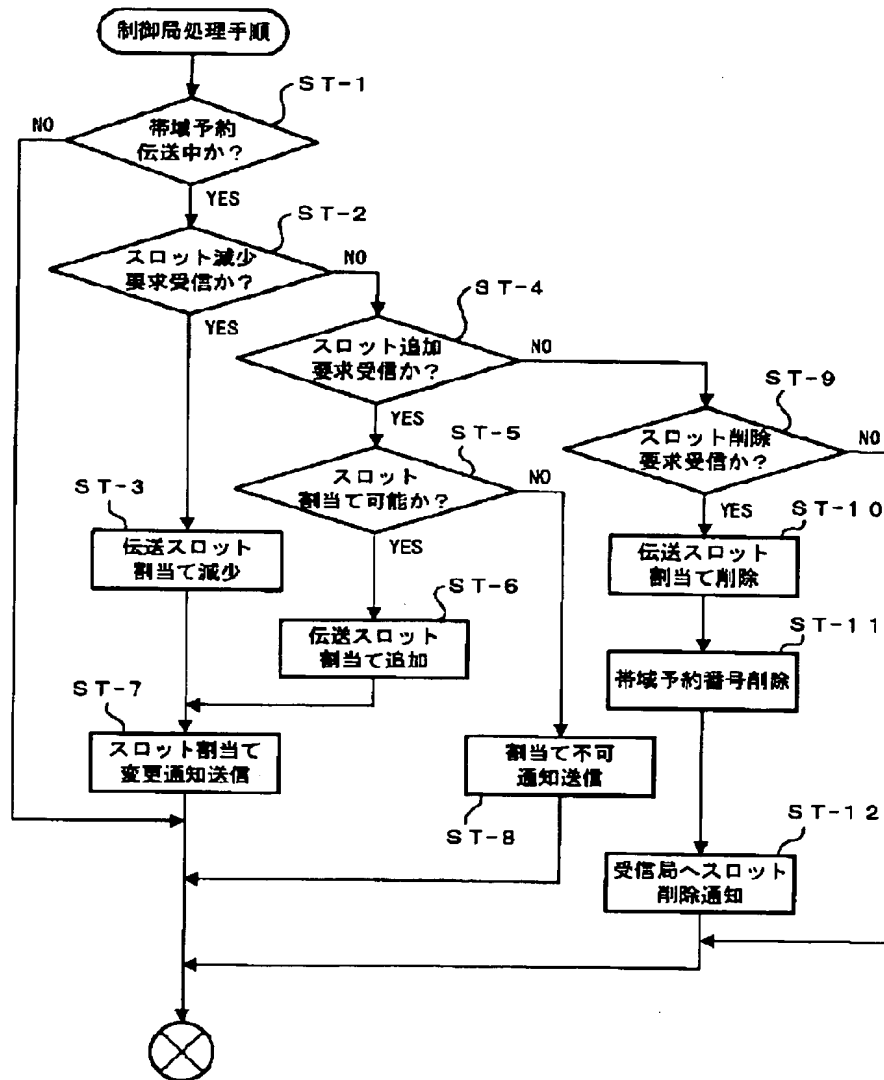 制御局処理手順
ST-1
帯域予約
伝送中か？
NO
YES
ST-2
スロット減少
要求受信か？
NO
YES
ST-4
スロット追加
要求受信か？
NO
YES
ST-9
スロット削除
要求受信か？
NO
YES
ST-5
スロット
割当て可能か？
NO
YES
ST-3
伝送スロット
割当て減少
ST-10
伝送スロット
割当て削除
ST-6
伝送スロット
割当て追加
ST-11
帯域予約番号削除
ST-7
スロット割当て
変更通知送信
割当て不可
通知送信
ST-8
ST-12
受信局へスロット
削除通知